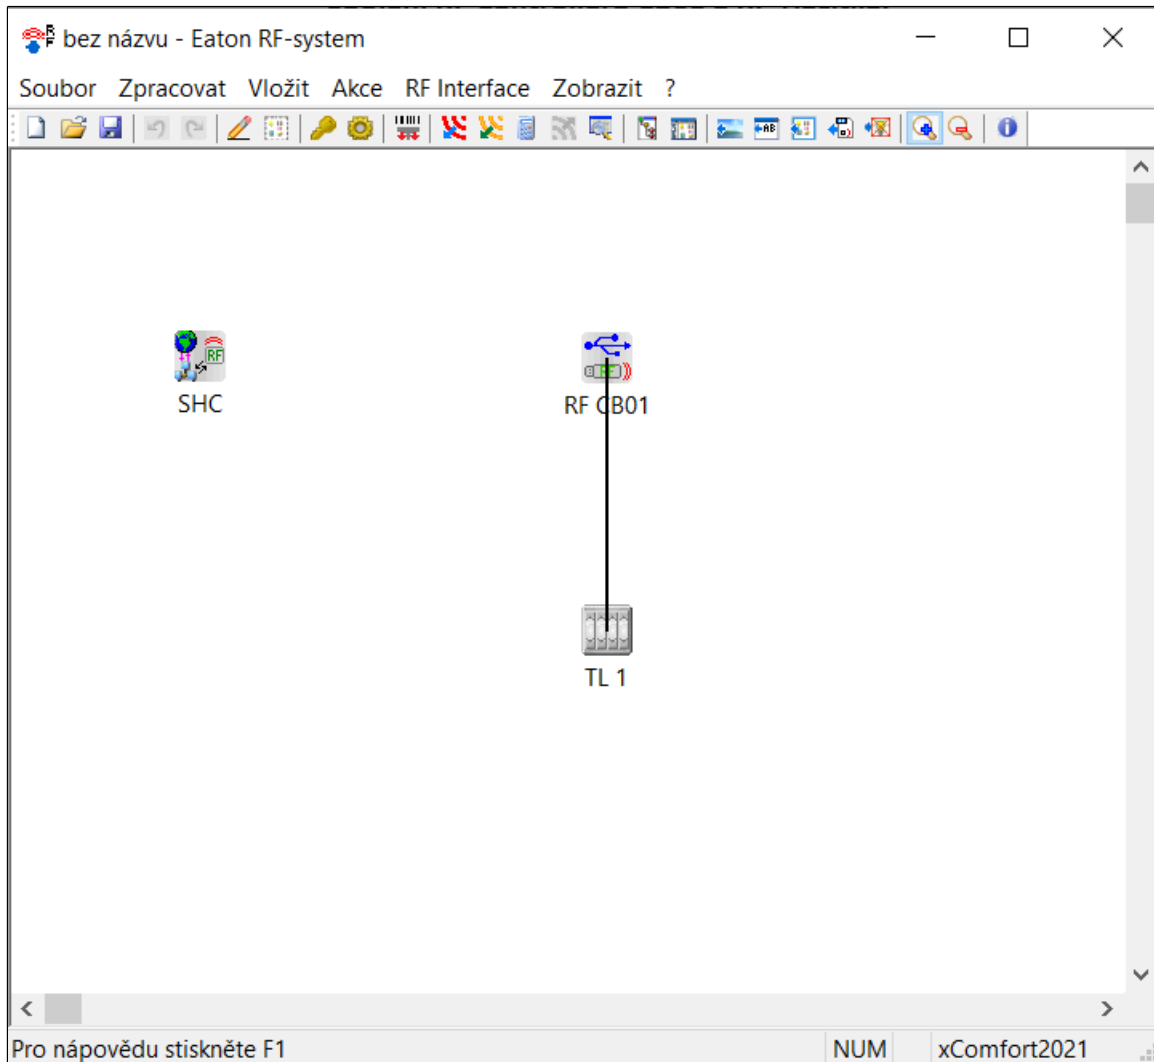 bez názvu - Eaton RF-system
Soubor Zpracovat Vložit Akce RF Interface Zobrazit ?
SHC
RF CB01
TL 1
Pro nápovědu stiskněte F1 NUM xComfort2021